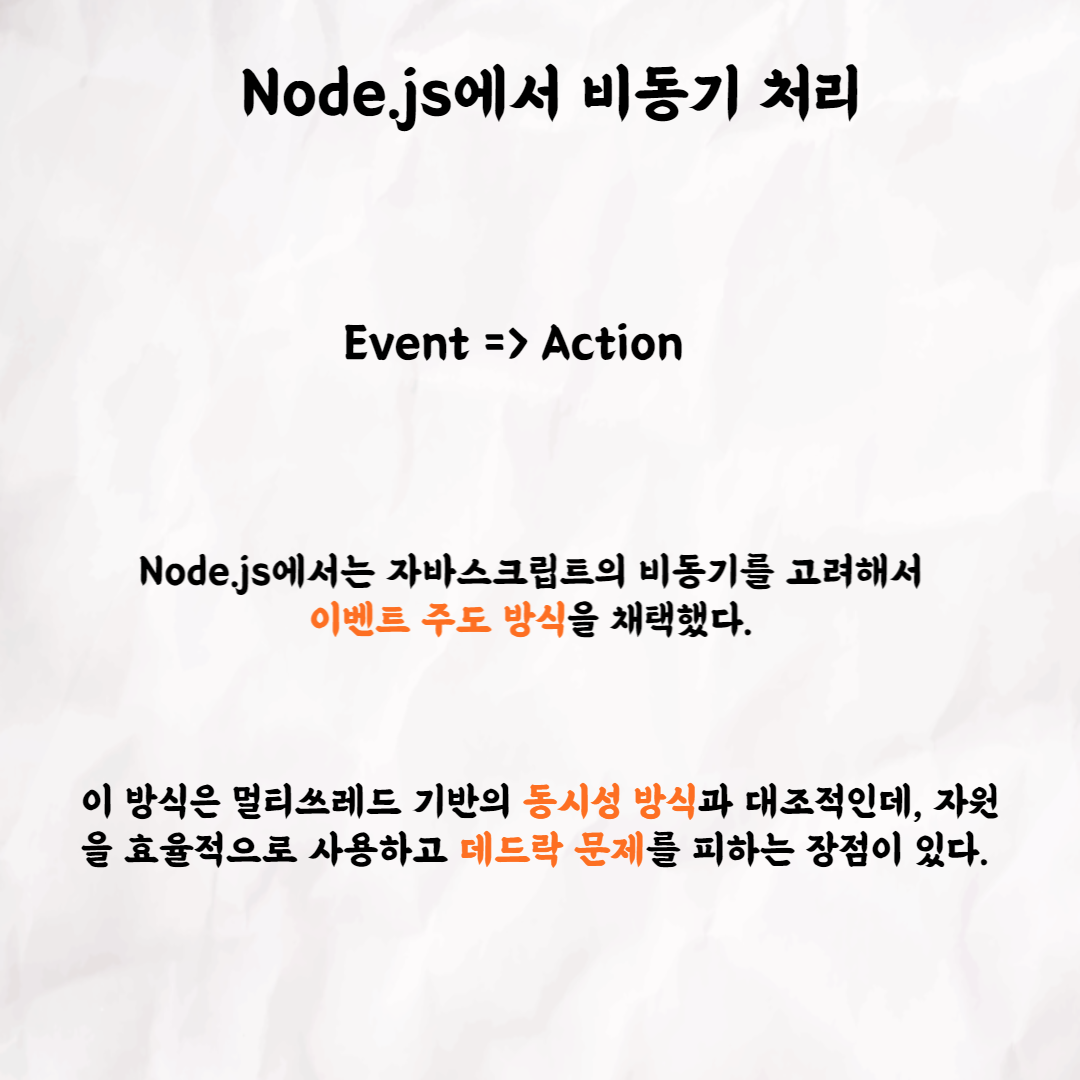 Node.js에서 비동기 처리
Event => Action
Node.js에서는 자바스크립트의 비동기를 고려해서
이벤트 주도 방식을 채택했다.
이 방식은 멀티쓰레드 기반의 동시성 방식과 대조적인데, 자원
을 효율적으로 사용하고 데드락 문제를 피하는 장점이 있다.